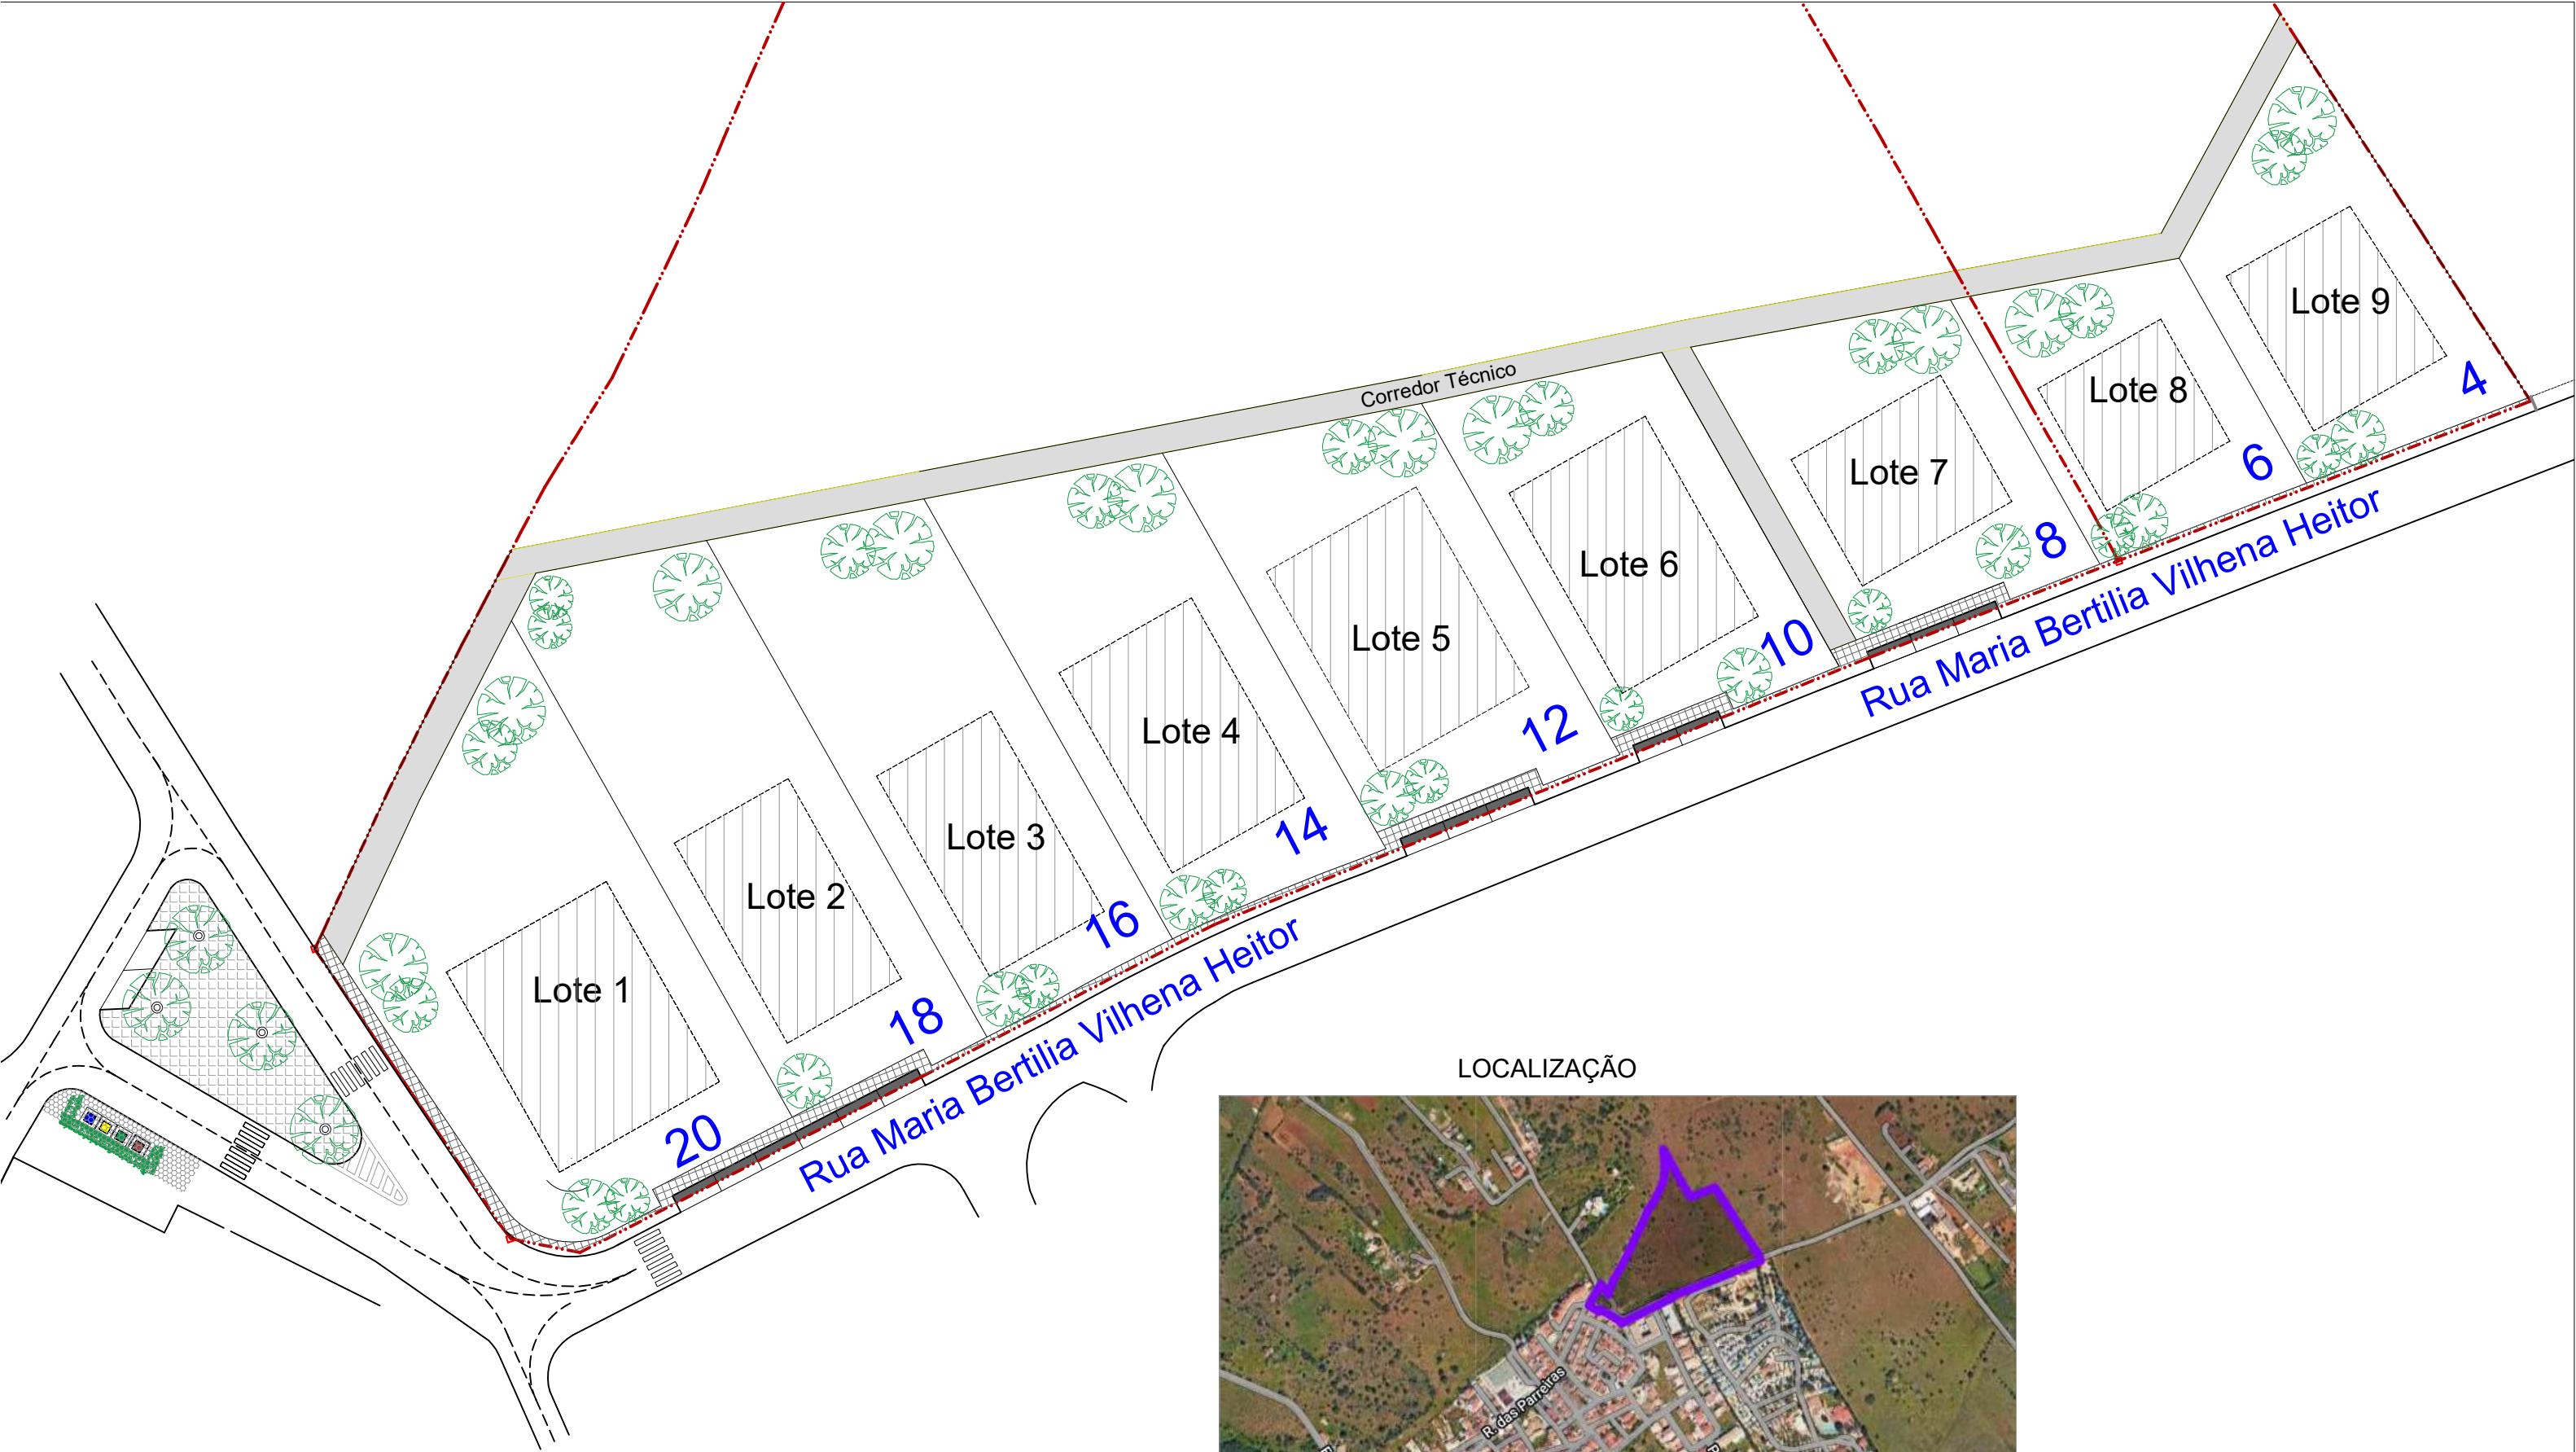 Lote 9
4
Corredor Técnico
Lote 8
6
Lote 7
8
Lote 6
10
Rua Maria Bertilia Vilhena Heitor
Lote 5
12
Lote 4
14
Lote 3
16
Lote 2
18
Lote 1
20
Rua Maria Bertilia Vilhena Heitor
LOCALIZAÇÃO
R. das Parreiras